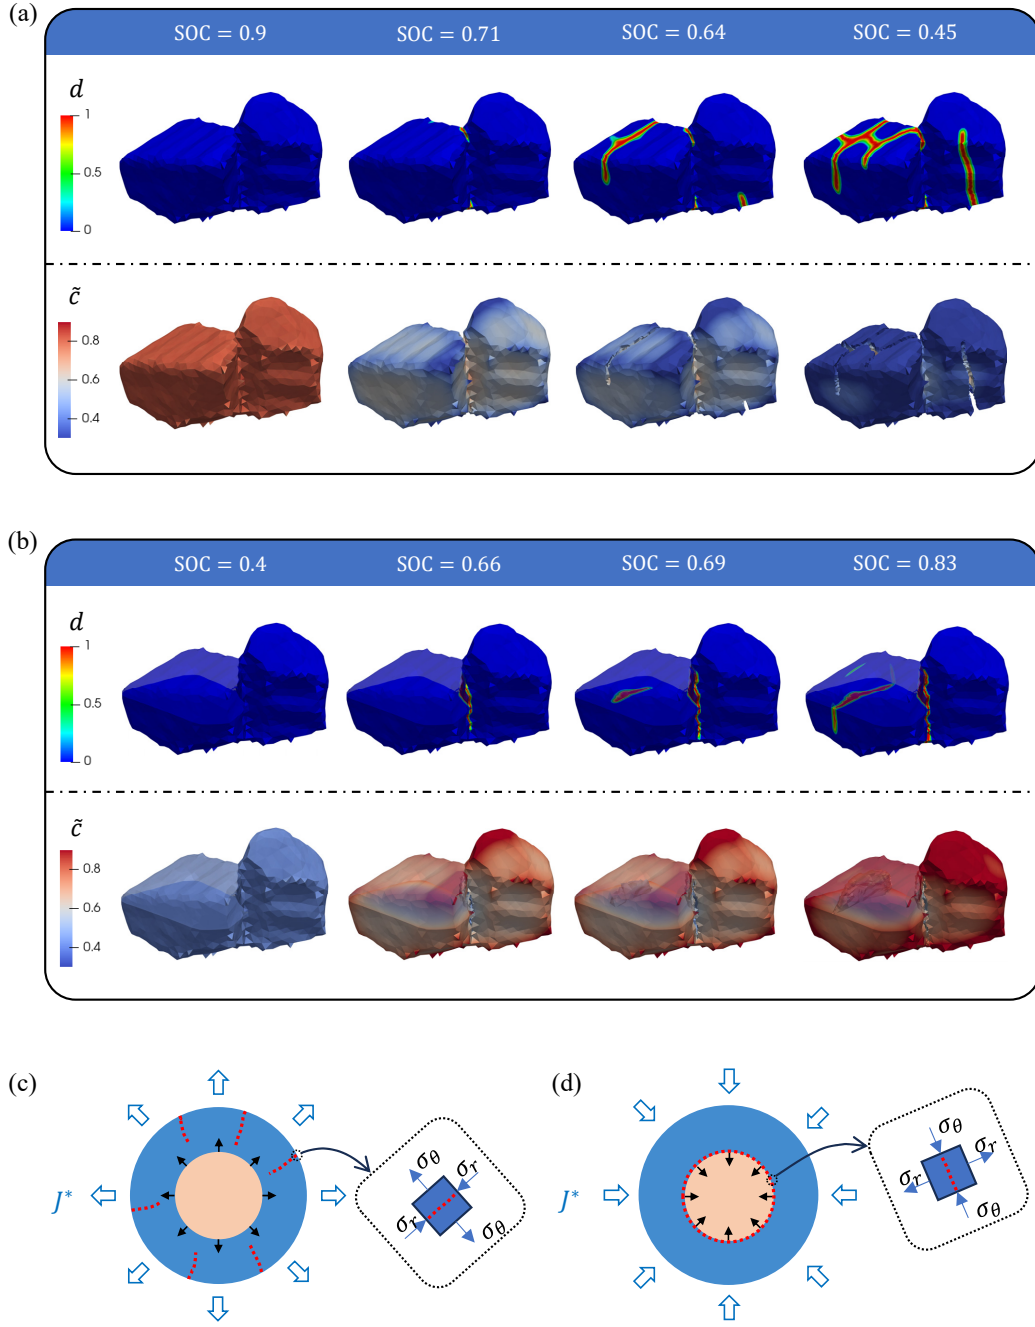 (a)
SOC = 0.9 SOC = 0.71 SOC = 0.64 SOC = 0.45
d
1
0.5
0
c̃
0.8
0.6
0.4
(b)
SOC = 0.4 SOC = 0.66 SOC = 0.69 SOC = 0.83
d
1
0.5
0
c̃
0.8
0.6
0.4
(c)
J*
σθ
σr
σr
σθ
(d)
J*
σθ
σr
σr
σθ